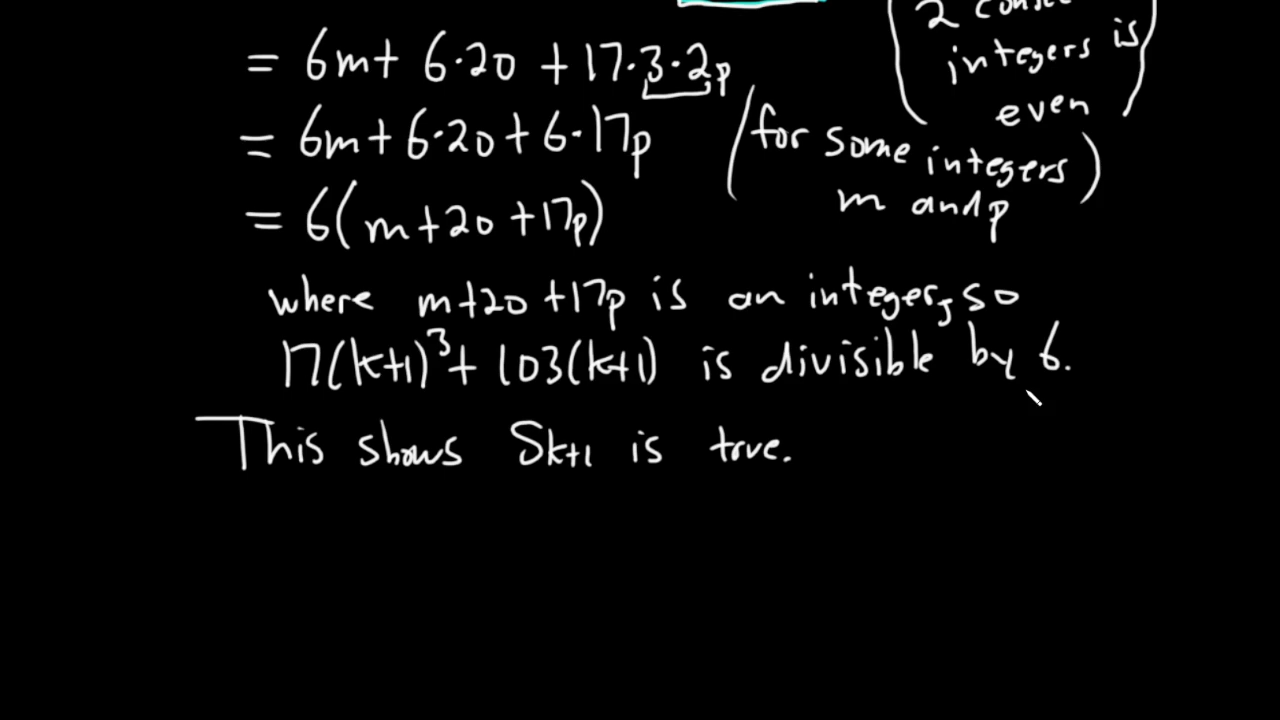 2
integers is
even
= 6m + 6·20 + 17·3·2p
= 6m + 6·20 + 6·17p
(for some integers
m and p)
= 6(m + 20 + 17p)
where m+20+17p is an integer, so
17(k+1)³ + 103(k+1) is divisible by 6.
This shows Sk+1 is true.